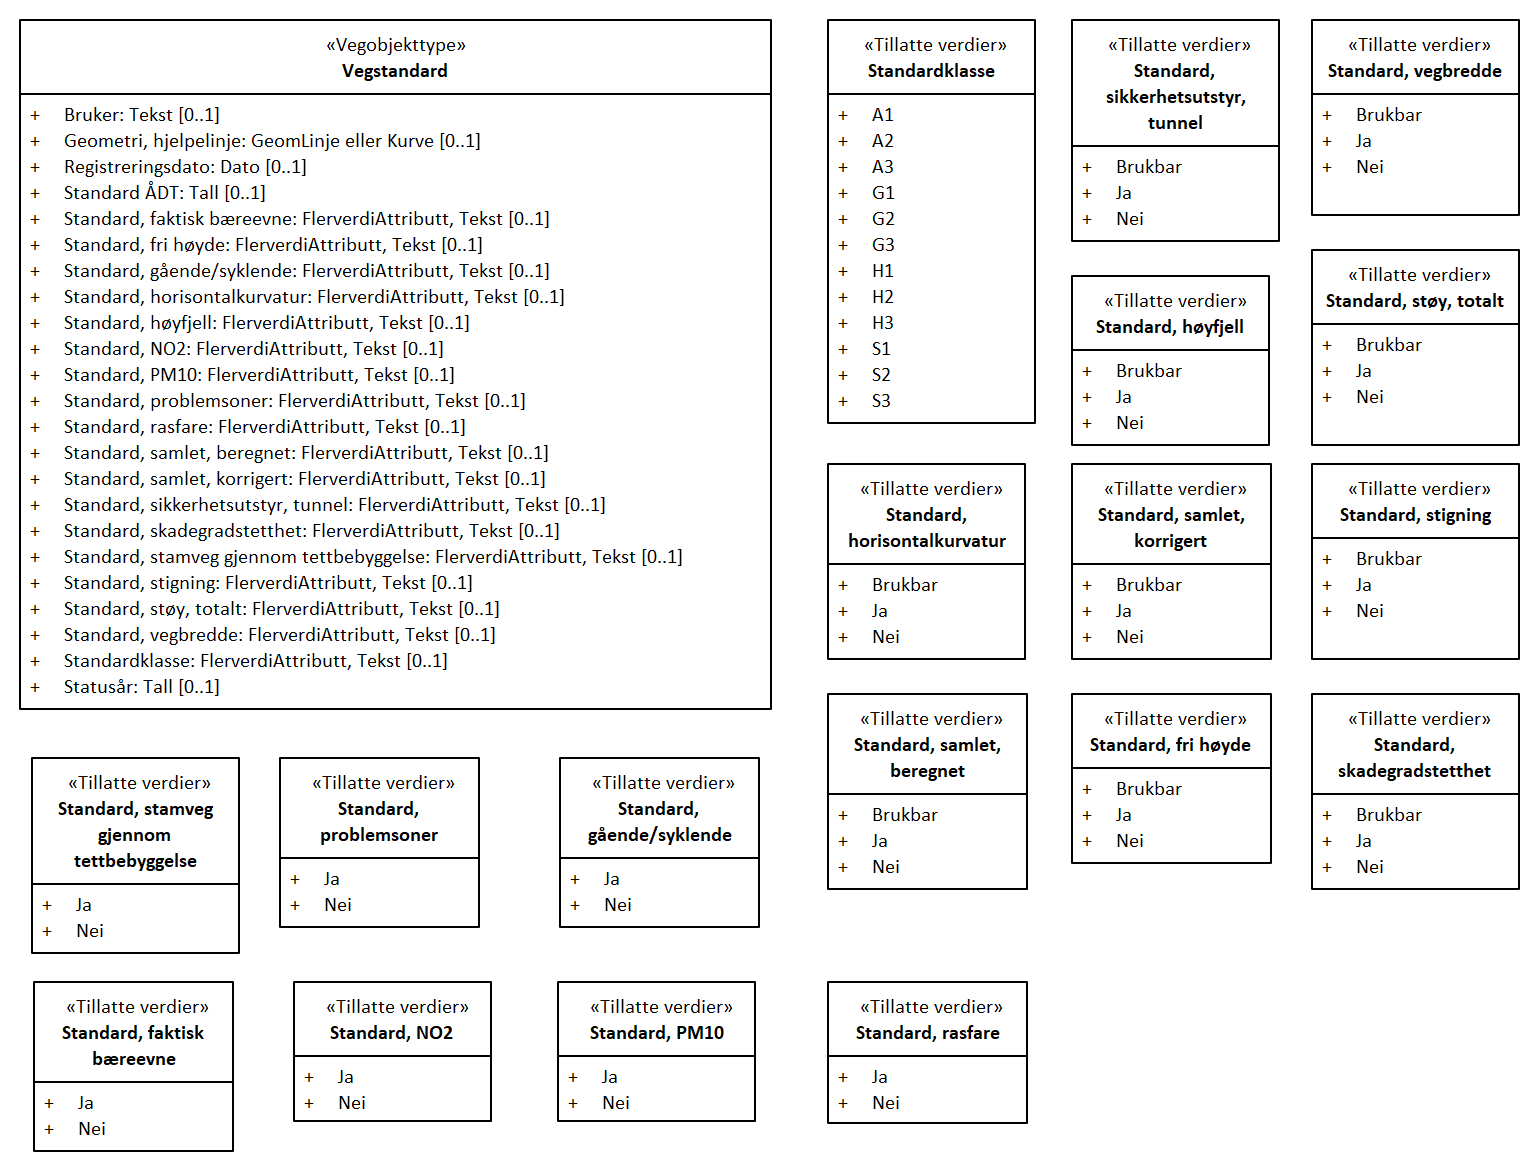 «Vegobjekttype»
Vegstandard
+ Bruker: Tekst [0..1]
+ Geometri, hjelpelinje: GeomLinje eller Kurve [0..1]
+ Registreringsdato: Dato [0..1]
+ Standard ÅDT: Tall [0..1]
+ Standard, faktisk bæreevne: FlerverdiAttributt, Tekst [0..1]
+ Standard, fri høyde: FlerverdiAttributt, Tekst [0..1]
+ Standard, gående/syklende: FlerverdiAttributt, Tekst [0..1]
+ Standard, horisontalkurvatur: FlerverdiAttributt, Tekst [0..1]
+ Standard, høyfjell: FlerverdiAttributt, Tekst [0..1]
+ Standard, NO2: FlerverdiAttributt, Tekst [0..1]
+ Standard, PM10: FlerverdiAttributt, Tekst [0..1]
+ Standard, problemsoner: FlerverdiAttributt, Tekst [0..1]
+ Standard, rasfare: FlerverdiAttributt, Tekst [0..1]
+ Standard, samlet, beregnet: FlerverdiAttributt, Tekst [0..1]
+ Standard, samlet, korrigert: FlerverdiAttributt, Tekst [0..1]
+ Standard, sikkerhetsutstyr, tunnel: FlerverdiAttributt, Tekst [0..1]
+ Standard, skadegradstetthet: FlerverdiAttributt, Tekst [0..1]
+ Standard, stamveg gjennom tettbebyggelse: FlerverdiAttributt, Tekst [0..1]
+ Standard, stigning: FlerverdiAttributt, Tekst [0..1]
+ Standard, støy, totalt: FlerverdiAttributt, Tekst [0..1]
+ Standard, vegbredde: FlerverdiAttributt, Tekst [0..1]
+ Standardklasse: FlerverdiAttributt, Tekst [0..1]
+ Statusår: Tall [0..1]
«Tillatte verdier»
Standardklasse
+ A1
+ A2
+ A3
+ G1
+ G2
+ G3
+ H1
+ H2
+ H3
+ S1
+ S2
+ S3
«Tillatte verdier»
Standard,
sikkerhetsutstyr,
tunnel
+ Brukbar
+ Ja
+ Nei
«Tillatte verdier»
Standard, vegbredde
+ Brukbar
+ Ja
+ Nei
«Tillatte verdier»
Standard, høyfjell
+ Brukbar
+ Ja
+ Nei
«Tillatte verdier»
Standard, støy, totalt
+ Brukbar
+ Ja
+ Nei
«Tillatte verdier»
Standard,
horisontalkurvatur
+ Brukbar
+ Ja
+ Nei
«Tillatte verdier»
Standard, samlet,
korrigert
+ Brukbar
+ Ja
+ Nei
«Tillatte verdier»
Standard, stigning
+ Brukbar
+ Ja
+ Nei
«Tillatte verdier»
Standard, samlet,
beregnet
+ Brukbar
+ Ja
+ Nei
«Tillatte verdier»
Standard, fri høyde
+ Brukbar
+ Ja
+ Nei
«Tillatte verdier»
Standard,
skadegradstetthet
+ Brukbar
+ Ja
+ Nei
«Tillatte verdier»
Standard, stamveg
gjennom
tettbebyggelse
+ Ja
+ Nei
«Tillatte verdier»
Standard,
problemsoner
+ Ja
+ Nei
«Tillatte verdier»
Standard,
gående/syklende
+ Ja
+ Nei
«Tillatte verdier»
Standard, faktisk
bæreevne
+ Ja
+ Nei
«Tillatte verdier»
Standard, NO2
+ Ja
+ Nei
«Tillatte verdier»
Standard, PM10
+ Ja
+ Nei
«Tillatte verdier»
Standard, rasfare
+ Ja
+ Nei